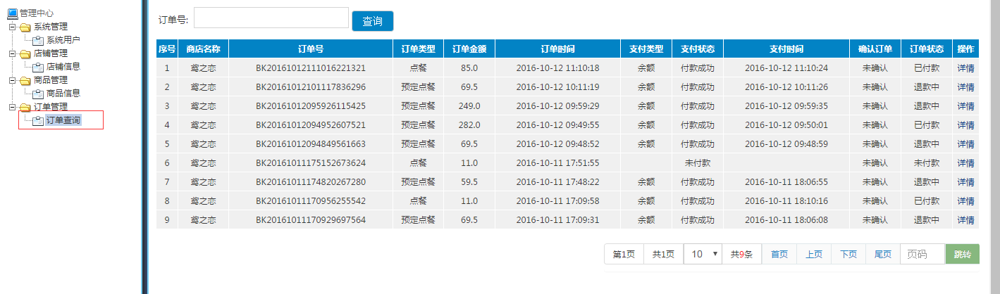 管理中心
系统管理
系统用户
店铺管理
店铺信息
商品管理
商品信息
订单管理
订单查询
订单号: 查询
序号 商店名称 订单号 订单类型 订单金额 订单时间 支付类型 支付状态 支付时间 确认订单 订单状态 操作
1 鸢之恋 BK20161012111016221321 点餐 85.0 2016-10-12 11:10:18 余额 付款成功 2016-10-12 11:10:24 未确认 已付款 详情
2 鸢之恋 BK20161012101117836296 预定点餐 69.5 2016-10-12 10:11:19 余额 付款成功 2016-10-12 10:11:26 未确认 退款中 详情
3 鸢之恋 BK20161012095926115425 预定点餐 249.0 2016-10-12 09:59:29 余额 付款成功 2016-10-12 09:59:35 未确认 退款中 详情
4 鸢之恋 BK20161012094952607521 预定点餐 282.0 2016-10-12 09:49:55 余额 付款成功 2016-10-12 09:50:01 未确认 已付款 详情
5 鸢之恋 BK20161012094849561663 预定点餐 69.5 2016-10-12 09:48:52 余额 付款成功 2016-10-12 09:48:59 未确认 退款中 详情
6 鸢之恋 BK20161011175152673624 点餐 11.0 2016-10-11 17:51:55 未付款 未确认 未付款 详情
7 鸢之恋 BK20161011174820267280 预定点餐 59.5 2016-10-11 17:48:22 余额 付款成功 2016-10-11 18:06:55 未确认 退款中 详情
8 鸢之恋 BK20161011170956255542 点餐 11.0 2016-10-11 17:09:58 余额 付款成功 2016-10-11 18:10:16 未确认 已付款 详情
9 鸢之恋 BK20161011170929697564 预定点餐 69.5 2016-10-11 17:09:31 余额 付款成功 2016-10-11 18:06:08 未确认 退款中 详情
第1页 共1页 10 共9条 首页 上页 下页 尾页 页码 跳转